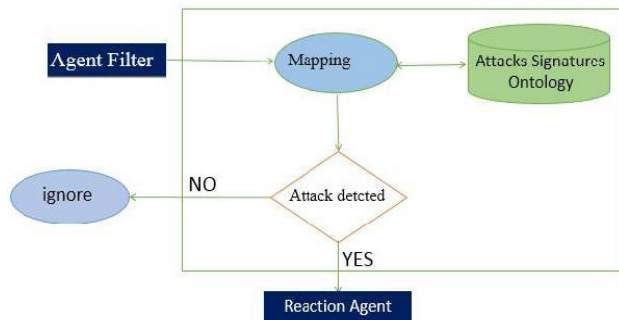 Agent Filter
Mapping
Attacks Signatures
Ontology
ignore
NO
Attack detcted
YES
Reaction Agent